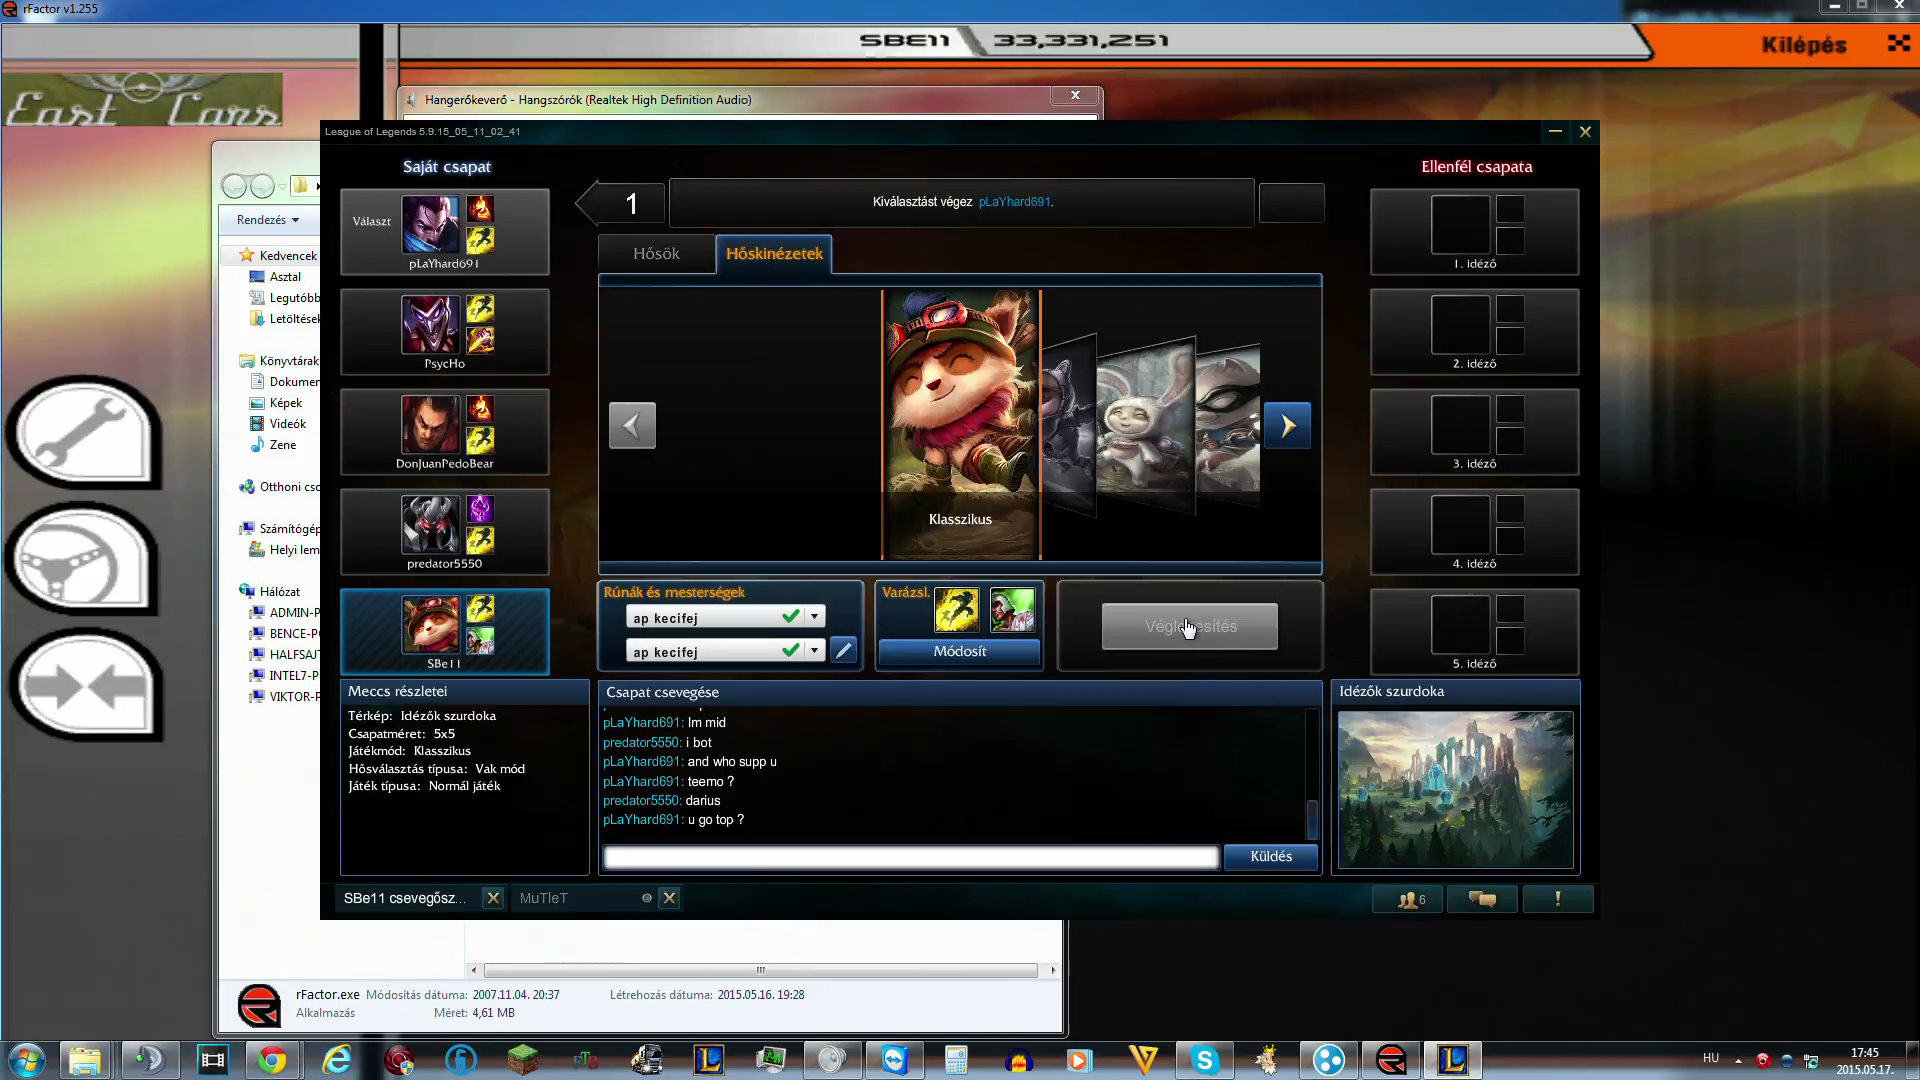 rFactor v1.255
SBE11 33,331,251
Kilépés
East Cars
Hangerőkeverő - Hangszórók (Realtek High Definition Audio)
League of Legends 5.9.15_05_11_02_41
Saját csapat
Ellenfél csapata
1
Kiválasztást végez pLaYhard691.
Választ
pLaYhard691
PsycHo
DonJuanPedoBear
predator5550
SBe11
Hősök
Hőskinézetek
Klasszikus
1. idéző
2. idéző
3. idéző
4. idéző
5. idéző
Rendezés
Kedvencek
Asztal
Legutóbb
Letöltések
Könyvtárak
Dokumen
Képek
Videók
Zene
Otthoni cso
Számítógép
Helyi lem
Hálózat
ADMIN-P
BENCE-P
HALFSAJT
INTEL7-P
VIKTOR-P
Rúnák és mesterségek
ap kecifej
ap kecifej
Varázsl.
Módosít
Véglegesítés
Meccs részletei
Térkép: Idézők szurdoka
Csapatméret: 5x5
Játékmód: Klasszikus
Hősválasztás típusa: Vak mód
Játék típusa: Normál játék
Csapat csevegése
pLaYhard691: Im mid
predator5550: i bot
pLaYhard691: and who supp u
pLaYhard691: teemo ?
predator5550: darius
pLaYhard691: u go top ?
Küldés
Idézők szurdoka
SBe11 csevegősz...
MuTleT
6
rFactor.exe Módosítás dátuma: 2007.11.04. 20:37 Létrehozás dátuma: 2015.05.16. 19:28
Alkalmazás Méret: 4,61 MB
HU
17:45
2015.05.17.